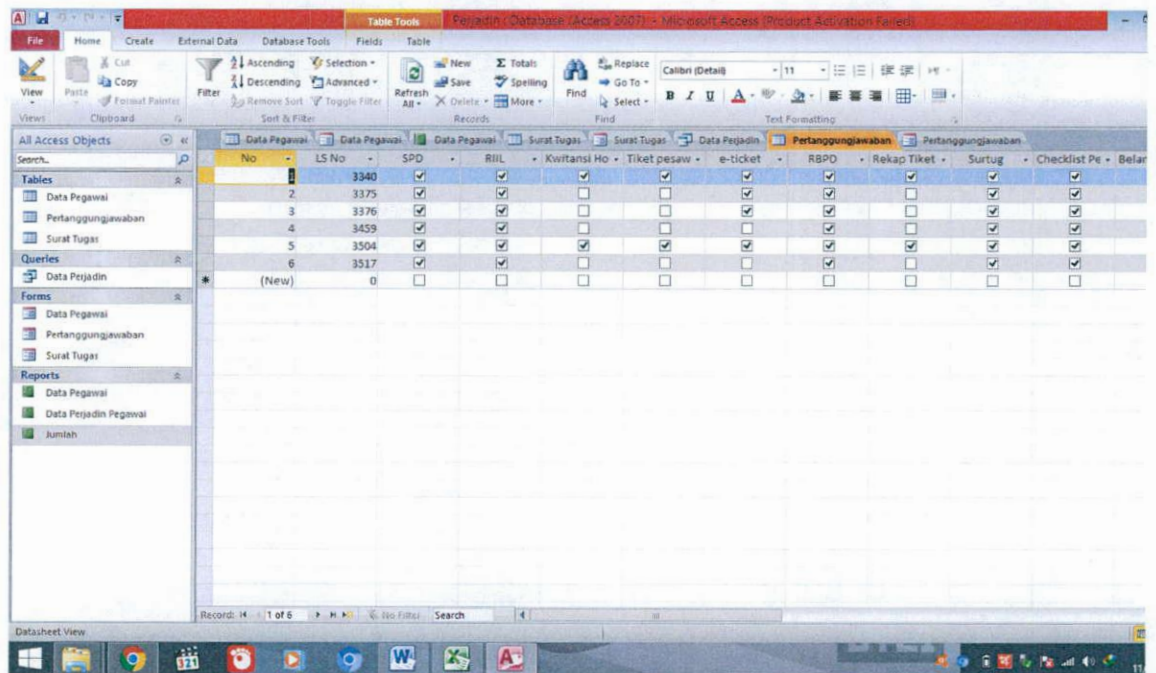 Table Tools Perjadin : Database (Access 2007) - Microsoft Access (Product Activation Failed)
File Home Create External Data Database Tools Fields Table
View Paste Cut Copy Format Painter
Filter Ascending Descending Remove Sort Selection Advanced Toggle Filter
Refresh All New Save Delete Totals Spelling More
Find Replace Go To Select
Calibri (Detail) 11
B I U A
Views Clipboard Sort & Filter Records Find Text Formatting
All Access Objects
Search..
Tables
Data Pegawai
Pertanggungjawaban
Surat Tugas
Queries
Data Perjadin
Forms
Data Pegawai
Pertanggungjawaban
Surat Tugas
Reports
Data Pegawai
Data Perjadin Pegawai
Jumlah
Data Pegawai Data Pegawai Data Pegawai Surat Tugas Surat Tugas Data Perjadin Pertanggungjawaban Pertanggungjawaban
No LS No SPD RIIL Kwitansi Ho Tiket pesaw e-ticket RBPD Rekap Tiket Surtug Checklist Pe Belan
1 3340
2 3375
3 3376
4 3459
5 3504
6 3517
(New) 0
Record: 1 of 6 No Filter Search
Datasheet View